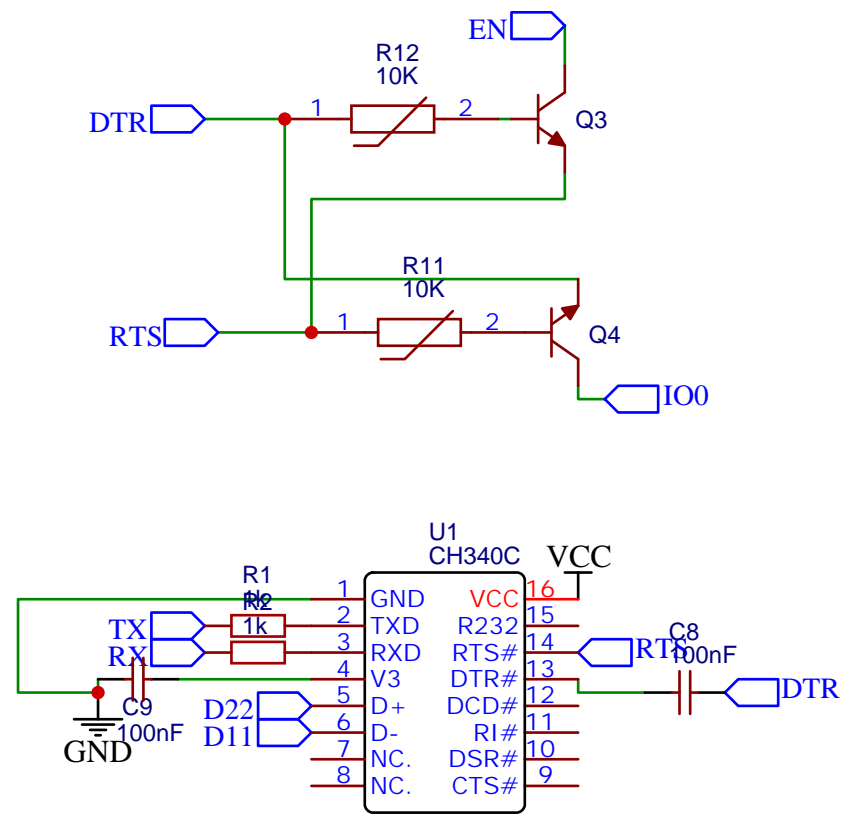 EN
R12
10K
DTR
1
2
Q3
R11
10K
RTS
1
2
Q4
IO0
U1
CH340C
VCC
R1
1k
R2
1k
TX
RX
1 GND
2 TXD
3 RXD
4 V3
5 D+
6 D-
7 NC.
8 NC.
VCC 16
R232 15
RTS# 14
DTR# 13
DCD# 12
RI# 11
DSR# 10
CTS# 9
RTS
C8
100nF
DTR
C9
100nF
GND
D22
D11